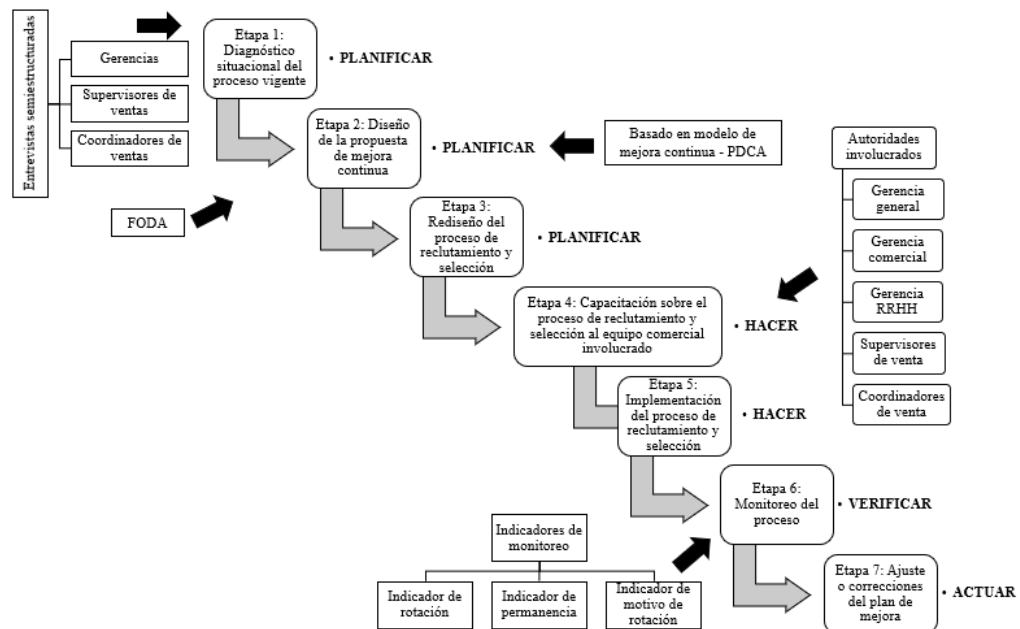 Entrevistas semiestructuradas
Gerencias
Supervisores de
ventas
Coordinadores de
ventas
Etapa 1:
Diagnóstico
situacional del
proceso vigente
• PLANIFICAR
Etapa 2: Diseño
de la propuesta
de mejora
continua
• PLANIFICAR
Basado en modelo de
mejora continua - PDCA
FODA
Etapa 3:
Rediseño del
proceso de
reclutamiento y
selección
• PLANIFICAR
Autoridades
involucrados
Gerencia
general
Gerencia
comercial
Gerencia
RRHH
Supervisores
de venta
Coordinadores
de venta
Etapa 4: Capacitación sobre el
proceso de reclutamiento y
selección al equipo comercial
involucrado
• HACER
Etapa 5:
Implementación
del proceso de
reclutamiento y
selección
• HACER
Etapa 6:
Monitoreo del
proceso
• VERIFICAR
Indicadores de
monitoreo
Indicador de
rotación
Indicador de
permanencia
Indicador de
motivo de
rotación
Etapa 7: Ajuste
o correcciones
del plan de
mejora
• ACTUAR